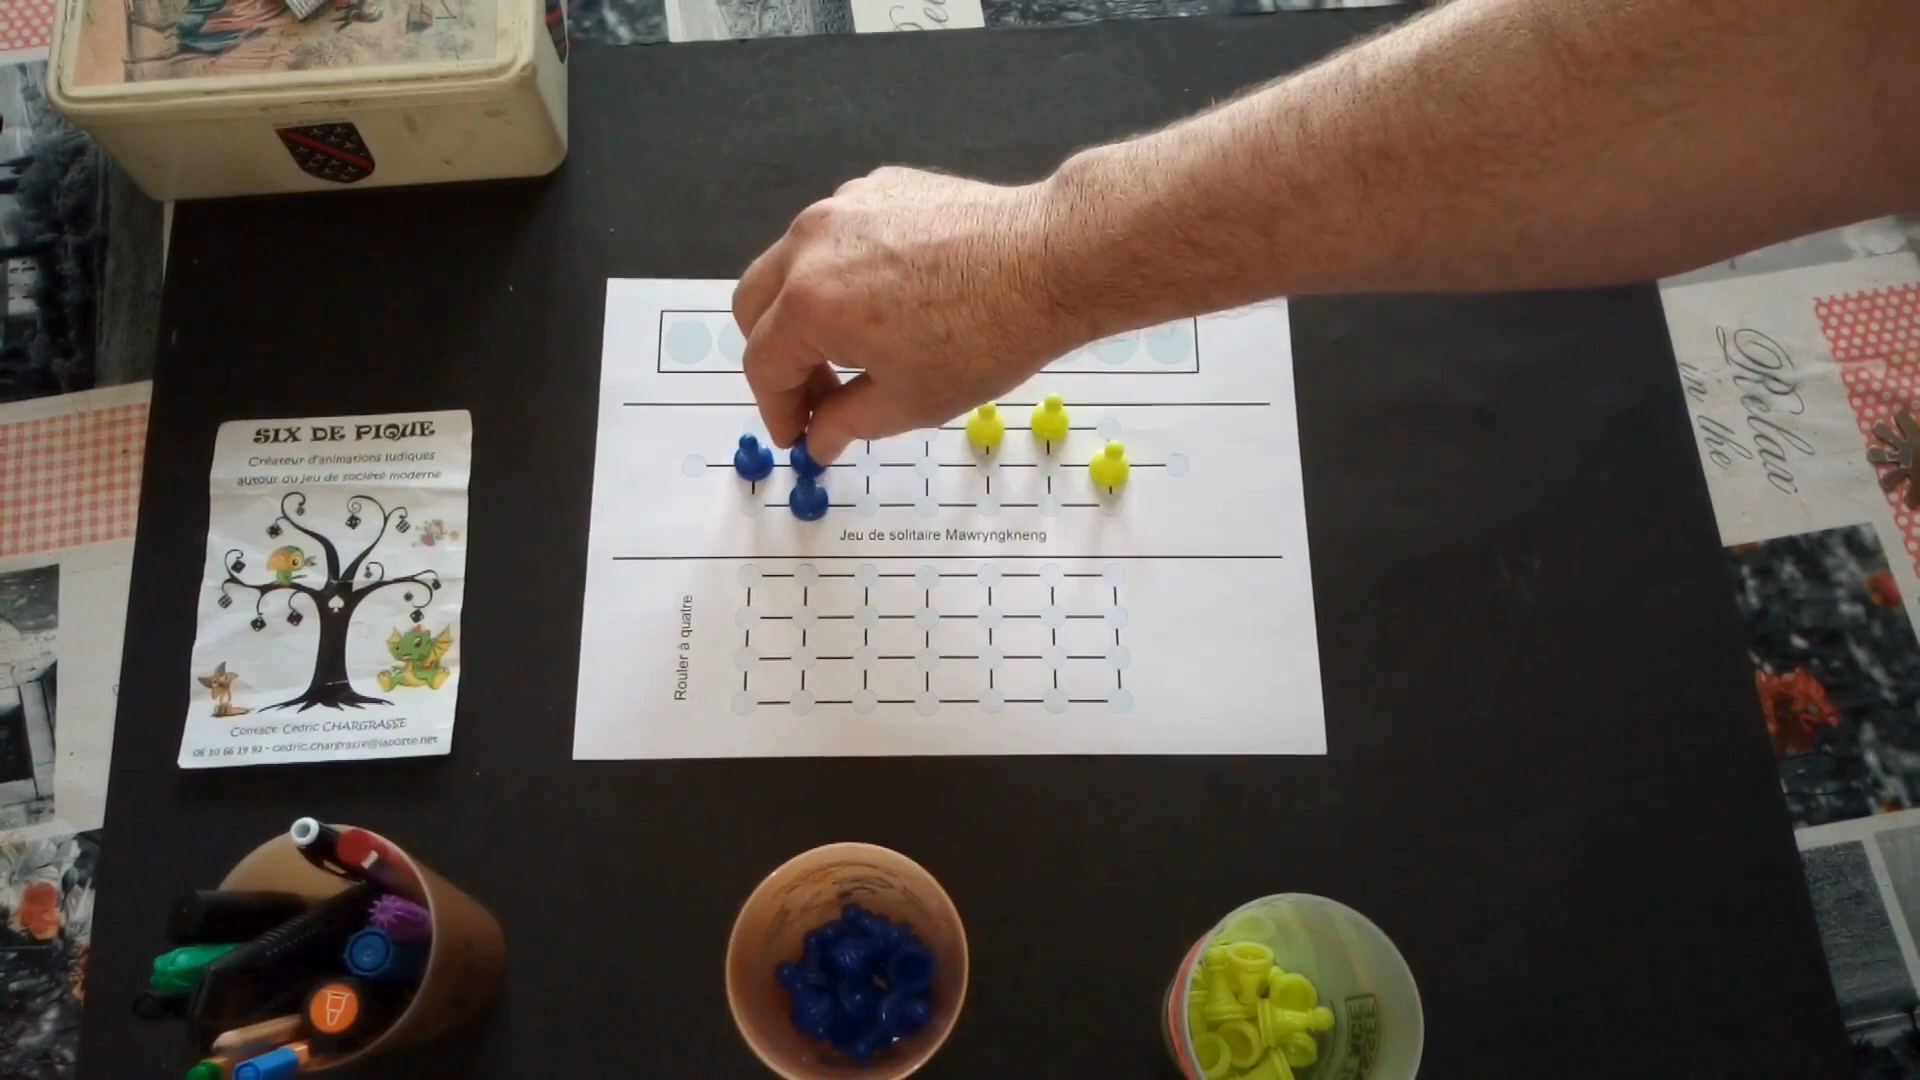 SIX DE PIQUE
Créateur d'animations ludiques
autour du jeu de société moderne
Contact: Cédric CHARGRASSE
06 10 66 19 92 - cedric.chargrasse@laposte.net
Jeu de solitaire Mawryngkneng
Rouler à quatre
Relax
in the